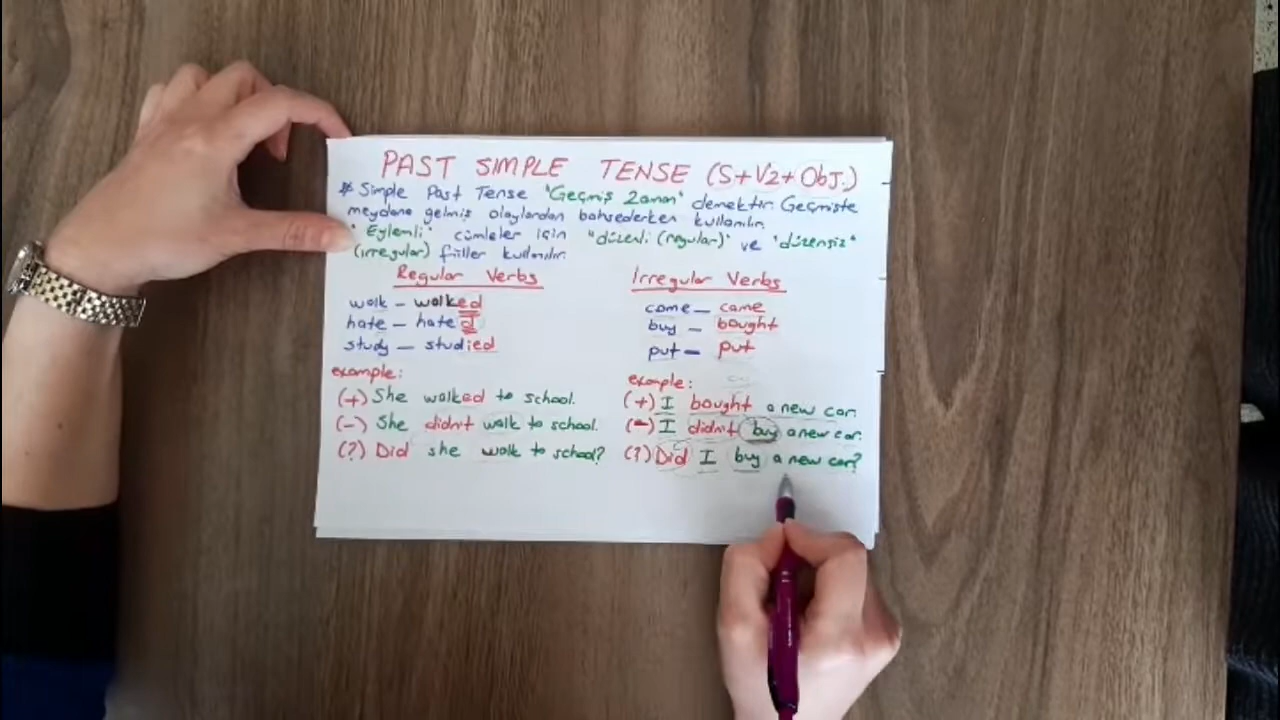 PAST SIMPLE TENSE (S+V2+Obj.)
* Simple Past Tense "Geçmiş Zaman" demektir. Geçmişte
meydana gelmiş olaylardan bahsederken kullanılır.
"Eylemli" cümleler için "düzenli (regular)" ve "düzensiz"
(irregular) fiiller kullanılır.
Regular Verbs
walk - walked
hate - hated
study - studied
example:
(+) She walked to school.
(-) She didn't walk to school.
(?) Did she walk to school?
Irregular Verbs
come - came
buy - bought
put - put
example:
(+) I bought a new car.
(-) I didn't buy a new car.
(?) Did I buy a new car?